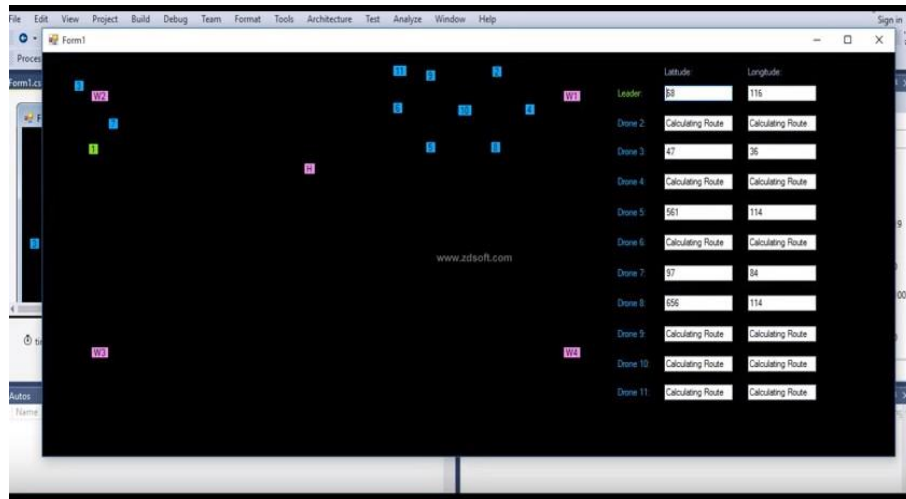 File Edit View Project Build Debug Team Format Tools Architecture Test Analyze Window Help Sign in
Form1
Proces
Form1.cs
Latitude: Longitude:
11 9 2
3
W2 W1
Leader: 58 116
6 10 4
7
Drone 2: Calculating Route Calculating Route
1 5 8
Drone 3: 47 36
H
Drone 4: Calculating Route Calculating Route
Drone 5: 561 114
Drone 6: Calculating Route Calculating Route
www.zdsoft.com
Drone 7: 97 84
Drone 8: 656 114
Drone 9: Calculating Route Calculating Route
W3 W4
Drone 10: Calculating Route Calculating Route
Drone 11: Calculating Route Calculating Route
Autos
Name